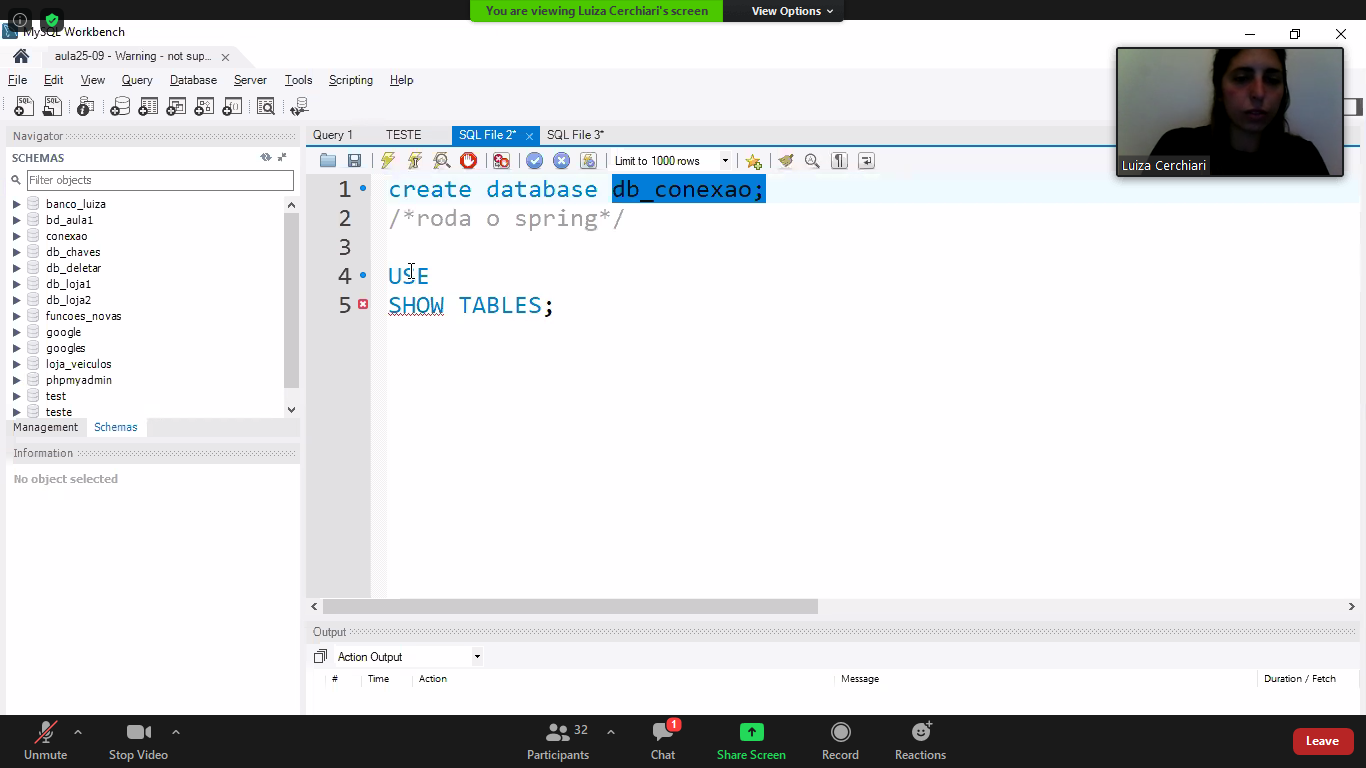 You are viewing Luiza Cerchiari's screen
View Options
MySQL Workbench
aula25-09 - Warning - not sup...
File Edit View Query Database Server Tools Scripting Help
Navigator
SCHEMAS
Filter objects
banco_luiza
bd_aula1
conexao
db_chaves
db_deletar
db_loja1
db_loja2
funcoes_novas
google
googles
loja_veiculos
phpmyadmin
test
teste
Management Schemas
Information
No object selected
Query 1 TESTE SQL File 2* SQL File 3*
Limit to 1000 rows
1 create database db_conexao;
2 /*roda o spring*/
3
4 USE
5 SHOW TABLES;
Luiza Cerchiari
Output
Action Output
# Time Action Message Duration / Fetch
Unmute Stop Video Participants 32 Chat 1 Share Screen Record Reactions Leave